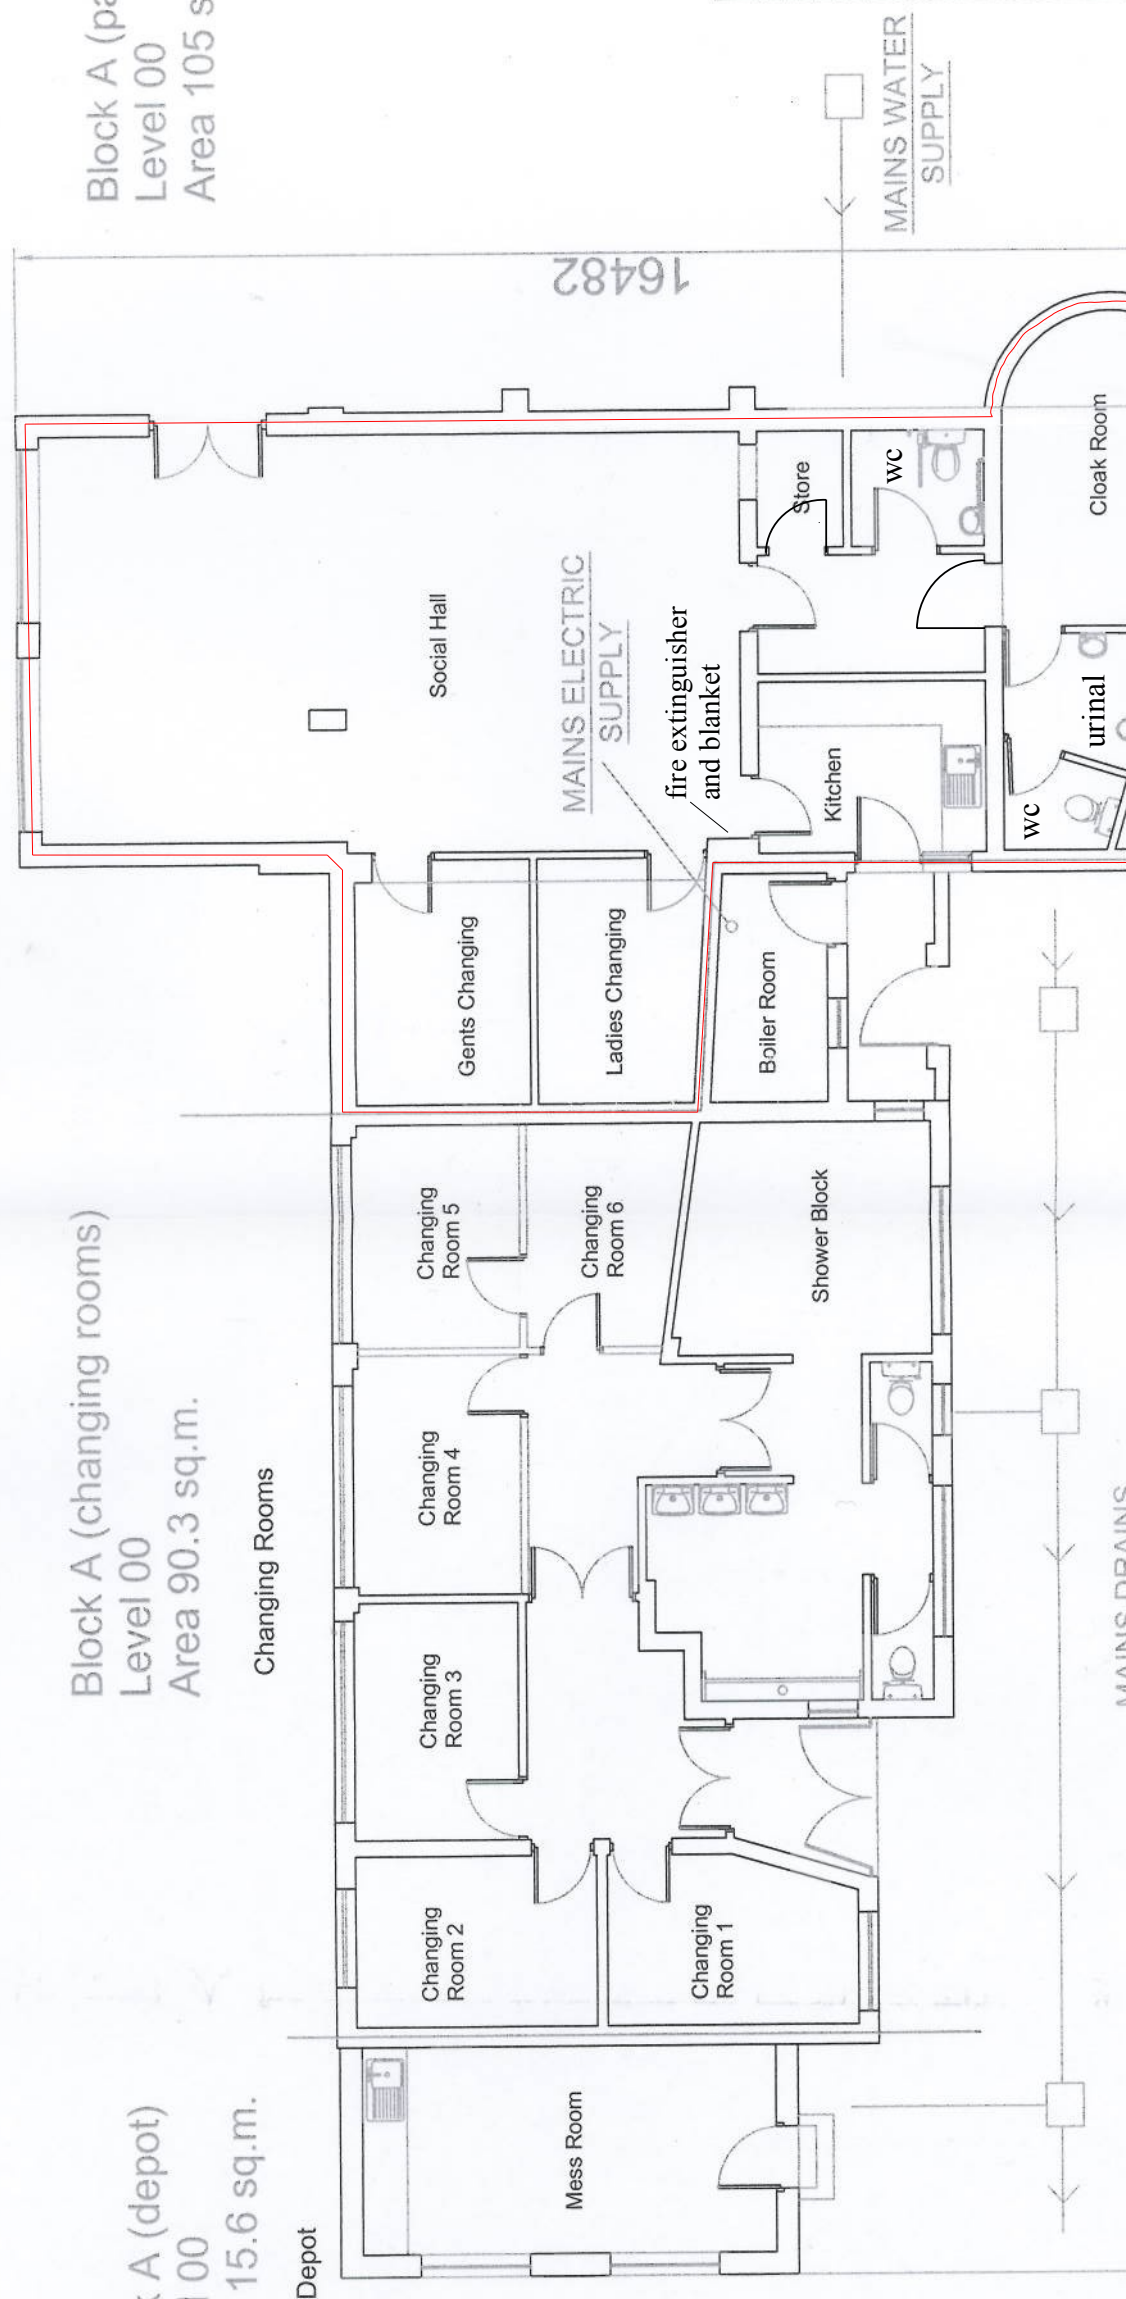 Block A (pa
Level 00
Area 105 s
MAINS WATER
SUPPLY
16482
Social Hall
Store
wc
Cloak Room
MAINS ELECTRIC
SUPPLY
fire extinguisher
and blanket
Kitchen
wc
urinal
Gents Changing
Ladies Changing
Boiler Room
Block A (changing rooms)
Level 00
Area 90.3 sq.m.
Changing Rooms
Changing
Room 5
Changing
Room 6
Shower Block
Changing
Room 4
Changing
Room 3
Changing
Room 2
Changing
Room 1
MAINS DRAINS
k A (depot)
00
15.6 sq.m.
Depot
Mess Room